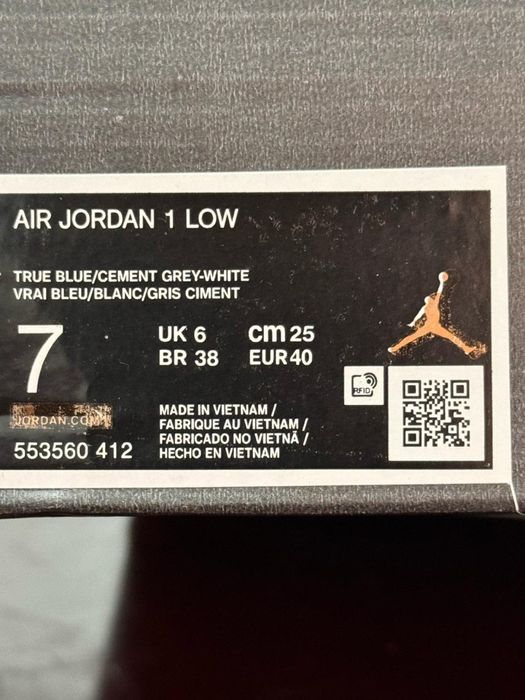 AIR JORDAN 1 LOW
TRUE BLUE/CEMENT GREY-WHITE
VRAI BLEU/BLANC/GRIS CIMENT
7
UK 6 cm 25
BR 38 EUR 40
RFID
JORDAN.COM
553560 412
MADE IN VIETNAM /
FABRIQUE AU VIETNAM /
FABRICADO NO VIETNÃ /
HECHO EN VIETNAM